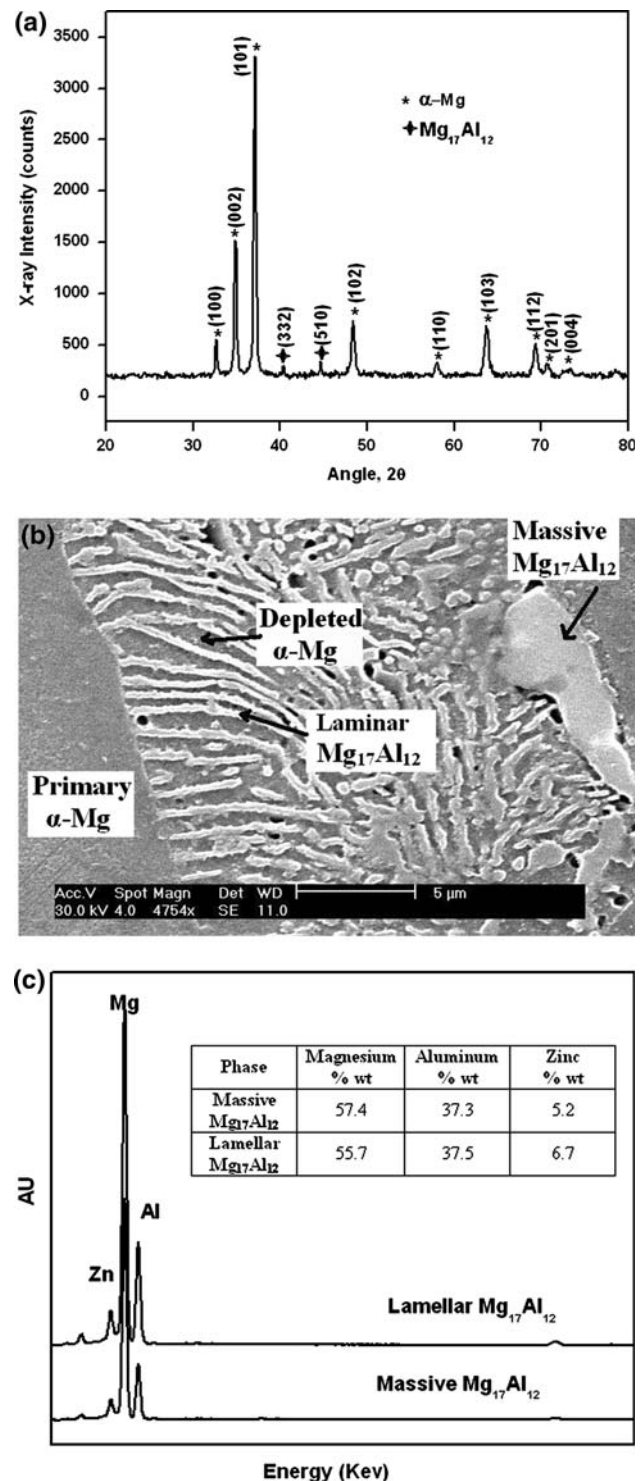 (a)
3500
3000
2500
2000
1500
1000
500
0
X-ray Intensity (counts)
*(100)
*(002)
(101) *
(332)
(510)
*(102)
*(110)
*(103)
*(112)
*(201)
*(004)
* α–Mg
Mg₁₇Al₁₂
20 30 40 50 60 70 80
Angle, 2θ
(b)
Massive
Mg₁₇Al₁₂
Depleted
α-Mg
Laminar
Mg₁₇Al₁₂
Primary
α-Mg
Acc.V Spot Magn Det WD 5 µm
30.0 kV 4.0 4754x SE 11.0
(c)
Mg
Phase Magnesium % wt Aluminum % wt Zinc % wt
Massive Mg₁₇Al₁₂ 57.4 37.3 5.2
Lamellar Mg₁₇Al₁₂ 55.7 37.5 6.7
AU
Al
Zn
Lamellar Mg₁₇Al₁₂
Massive Mg₁₇Al₁₂
Energy (Kev)